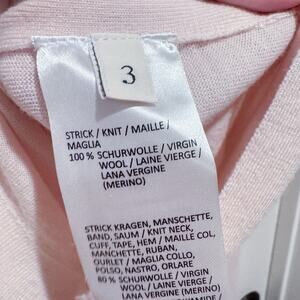 3
STRICK / KNIT / MAILLE /
MAGLIA
100 % SCHURWOLLE / VIRGIN
WOOL / LAINE VIERGE /
LANA VERGINE
(MERINO)
STRICK KRAGEN, MANSCHETTE,
BAND, SAUM / KNIT NECK,
CUFF, TAPE, HEM / MAILLE COL,
MANCHETTE, RUBAN,
OURLET / MAGLIA COLLO,
POLSO, NASTRO, ORLARE
80 % SCHURWOLLE / VIRGIN
WOOL / LAINE VIERGE /
LANA VERGINE (MERINO)